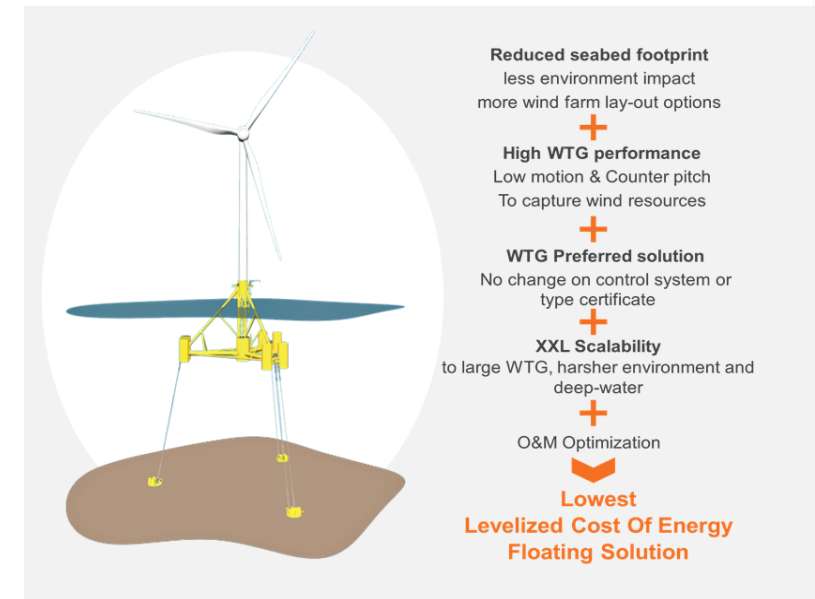 Reduced seabed footprint
less environment impact
more wind farm lay-out options
+
High WTG performance
Low motion & Counter pitch
To capture wind resources
+
WTG Preferred solution
No change on control system or
type certificate
+
XXL Scalability
to large WTG, harsher environment and
deep-water
+
O&M Optimization
Lowest
Levelized Cost Of Energy
Floating Solution